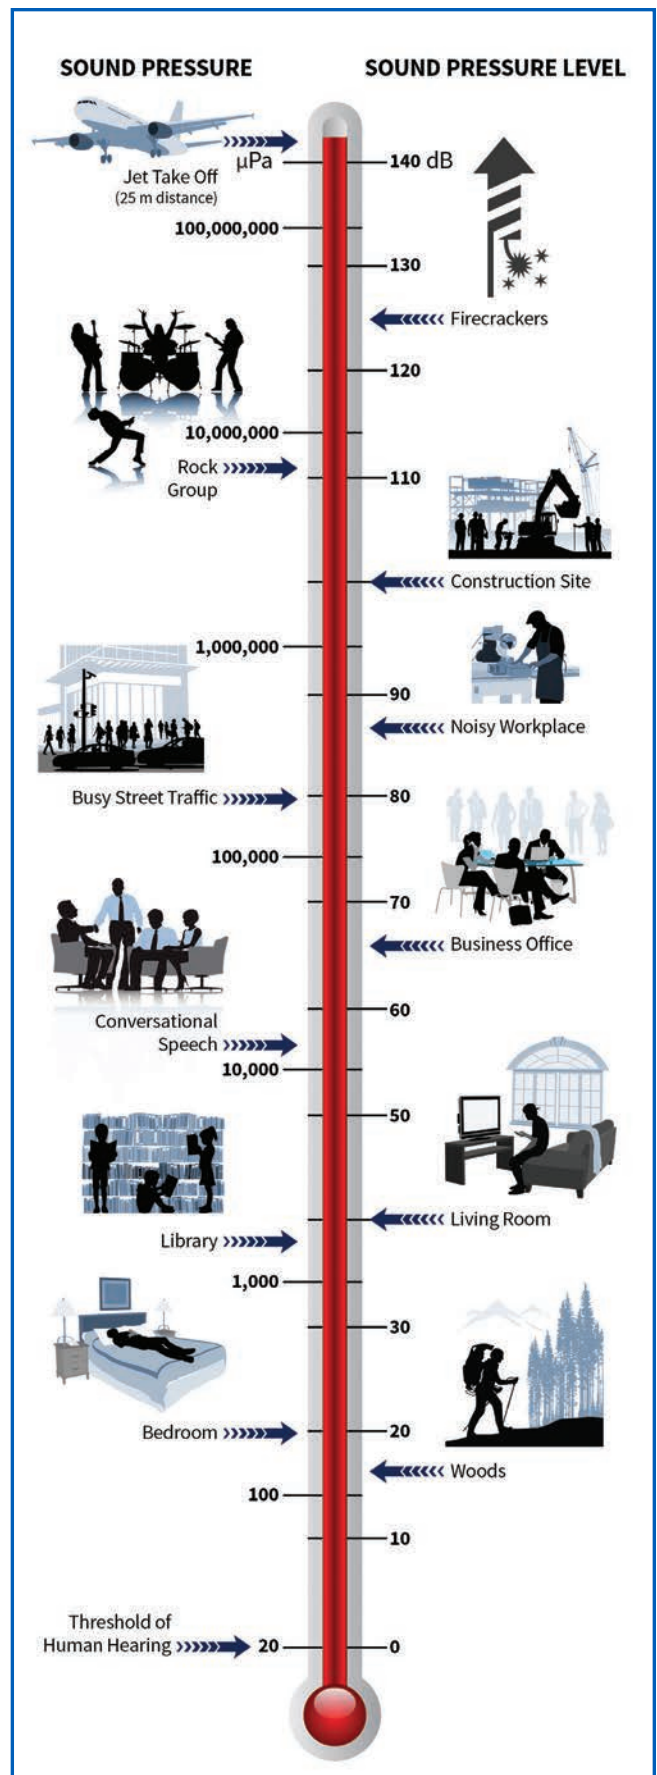 SOUND PRESSURE
SOUND PRESSURE LEVEL
Jet Take Off
(25 m distance)
µPa
140 dB
100,000,000
130
Firecrackers
120
10,000,000
Rock
Group
110
Construction Site
1,000,000
90
Noisy Workplace
Busy Street Traffic
80
100,000
70
Business Office
60
Conversational
Speech
10,000
50
Living Room
Library
1,000
30
Bedroom
20
Woods
100
10
Threshold of
Human Hearing
20
0